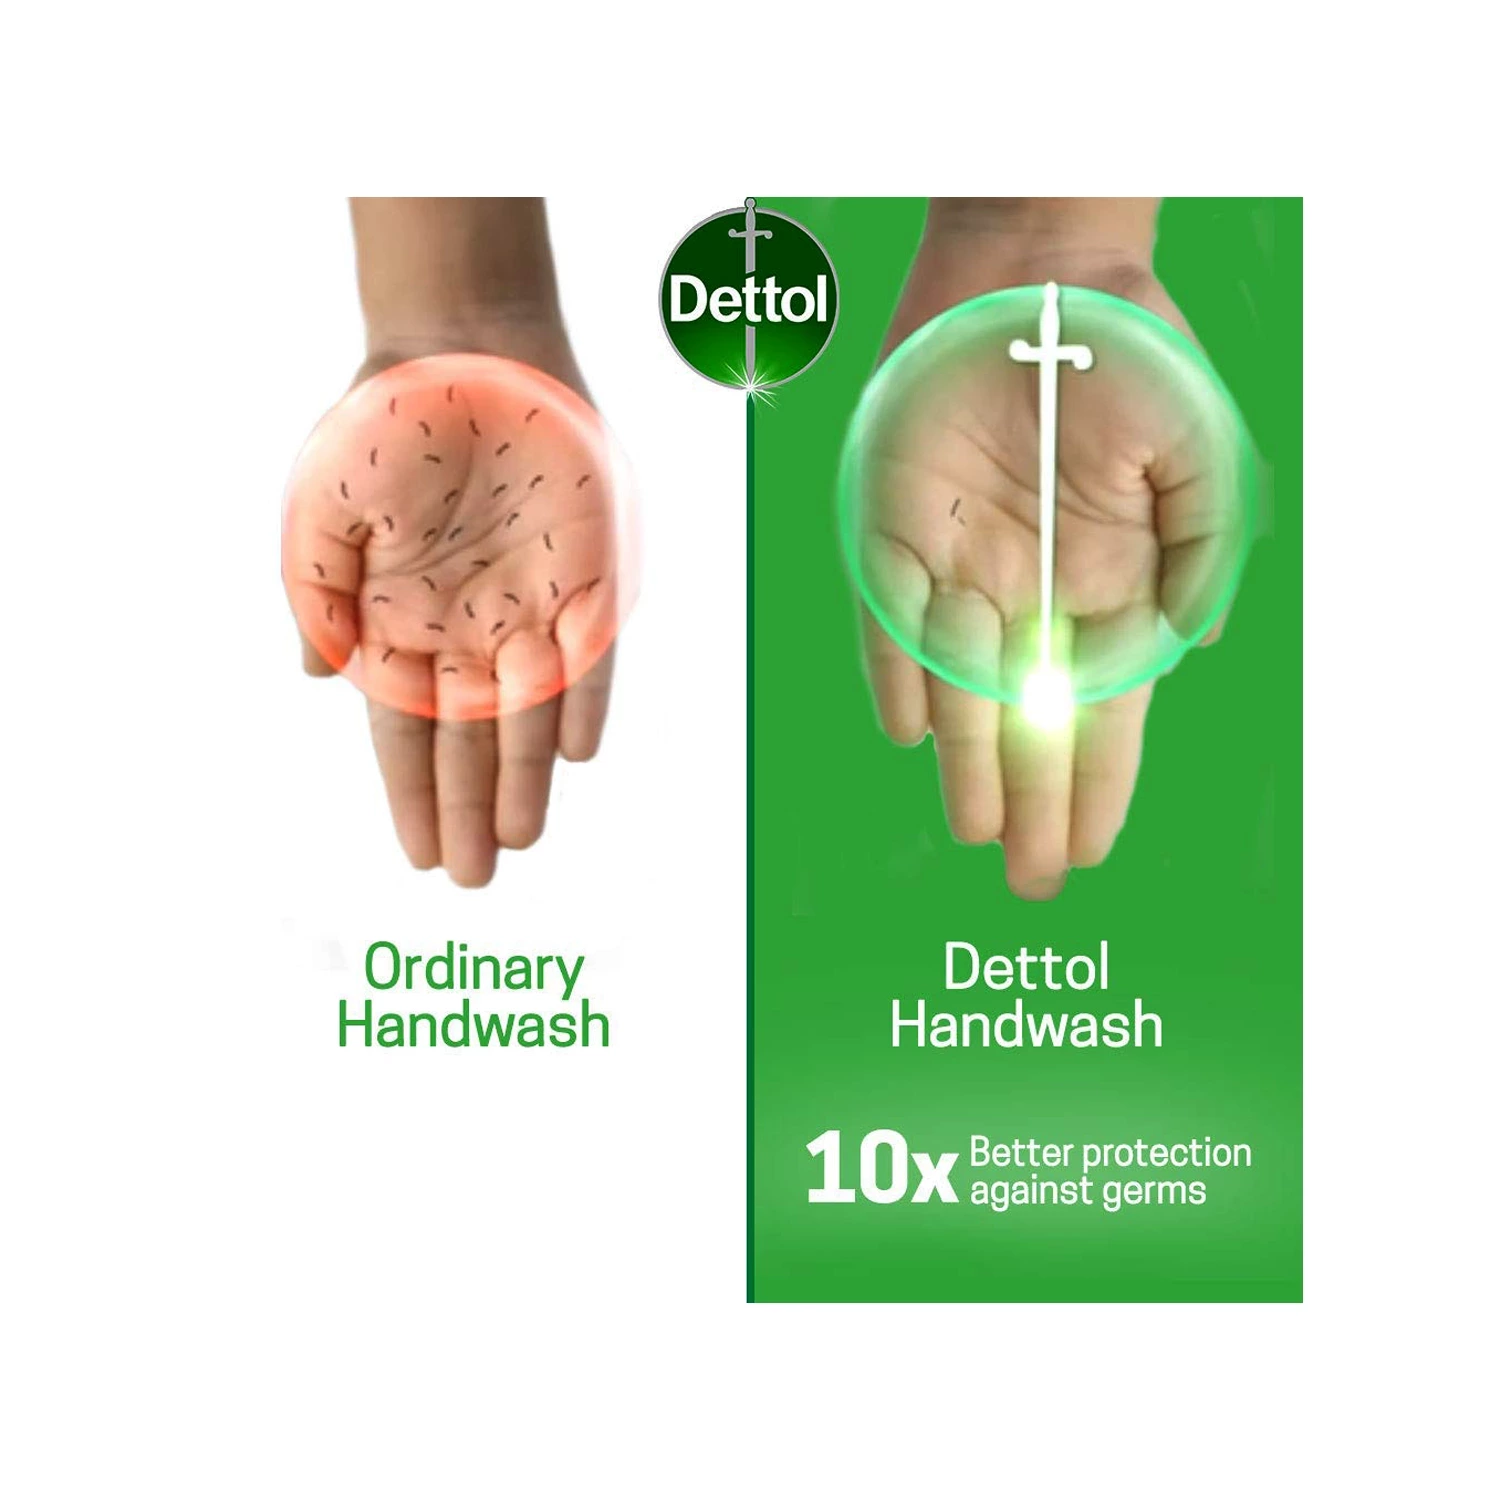 Dettol
Ordinary
Handwash
Dettol
Handwash
10x
Better protection
against germs